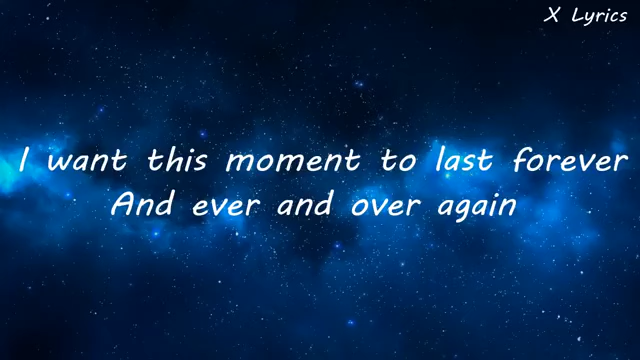 X Lyrics
I want this moment to last forever
And ever and over again